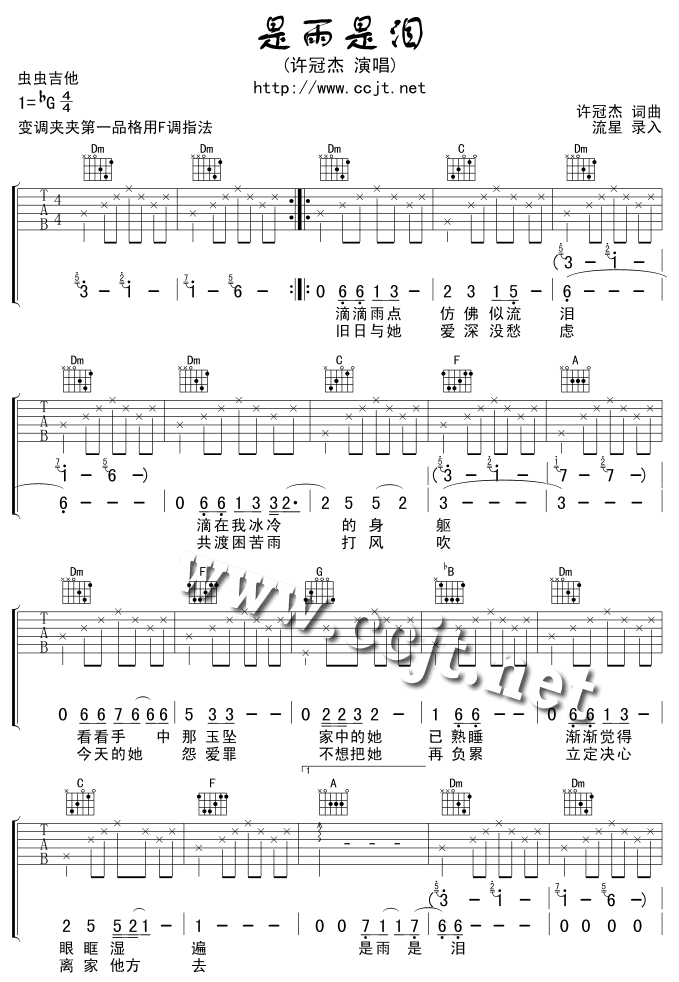 是雨是泪
(许冠杰 演唱)
虫虫吉他
http://www.ccjt.net
1=♭G 4/4
许冠杰 词曲
变调夹夹第一品格用F调指法
流星 录入
Dm Dm Dm C Dm
T A B 4/4
(3 - 1 -
3 - 1 - 7 1 - 6 - 0 6 6 1 3 - 2 3 1 5 - 6 - - -
滴滴雨点 仿佛似流 泪
旧日与她 爱深没愁 虑
Dm Dm C F A
1 - 6 - ) (3 - 1 - 7 - 7 - )
6 - - - 0 6 6 1 3 3 2· 2 5 5 2 3 - - - 3 - - -
滴在我冰冷 的身 躯
共渡困苦雨 打风 吹
www.ccjt.net
Dm F G ♭B Dm
T A B
0 6 6 7 6 6 6 5 3 3 - - 0 2 2 3 2 2 1 6 6 - - 0 6 6 1 3 -
看看手 中 那玉坠 家中的她 已熟睡 渐渐觉得
今天的她 怨爱罪 不想把她 再负累 立定决心
C F A Dm Dm
1
T A B
(3 - 1 - 1 - 6 - )
2 5 5 2 1 - 1 - - - 0 0 7 1 1 7 6 6 - - 0 0 0 0
眼眶湿 遍 是雨是 泪
离家他方 去